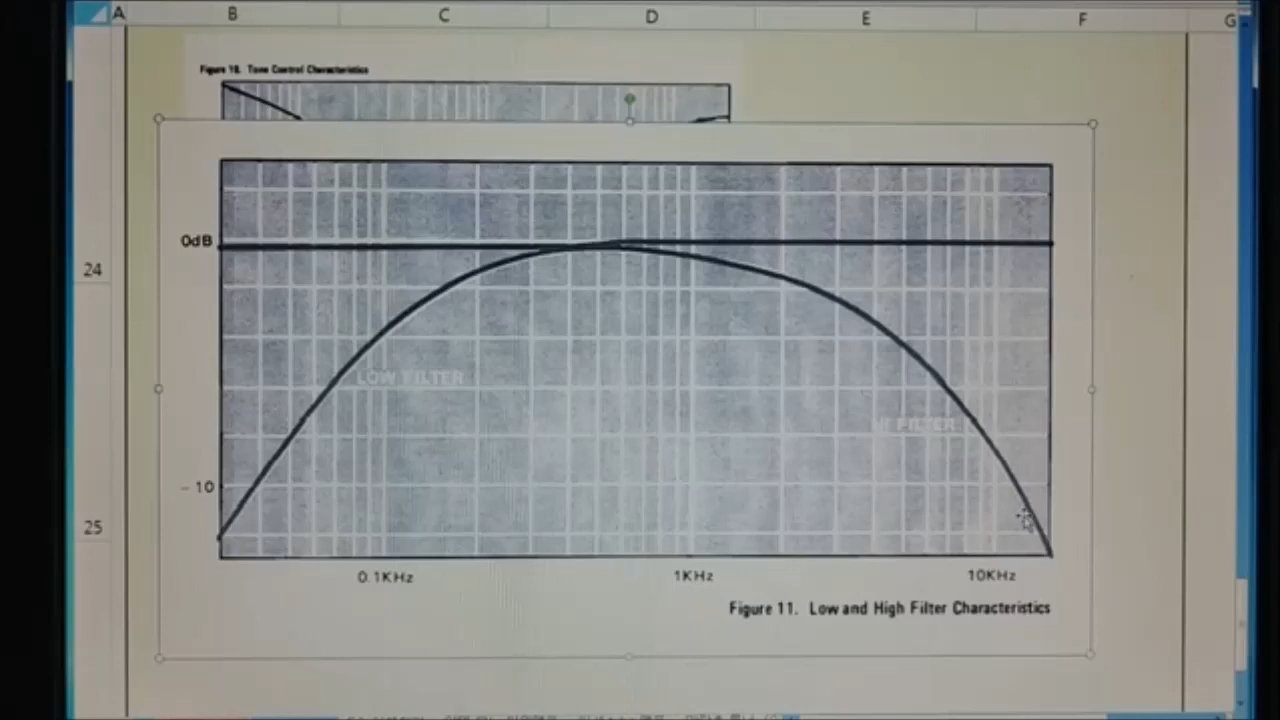 A B C D E F G
Figure 10. Tone Control Characteristics
0dB
LOW FILTER
HI FILTER
24
- 10
25
0.1KHz 1KHz 10KHz
Figure 11. Low and High Filter Characteristics